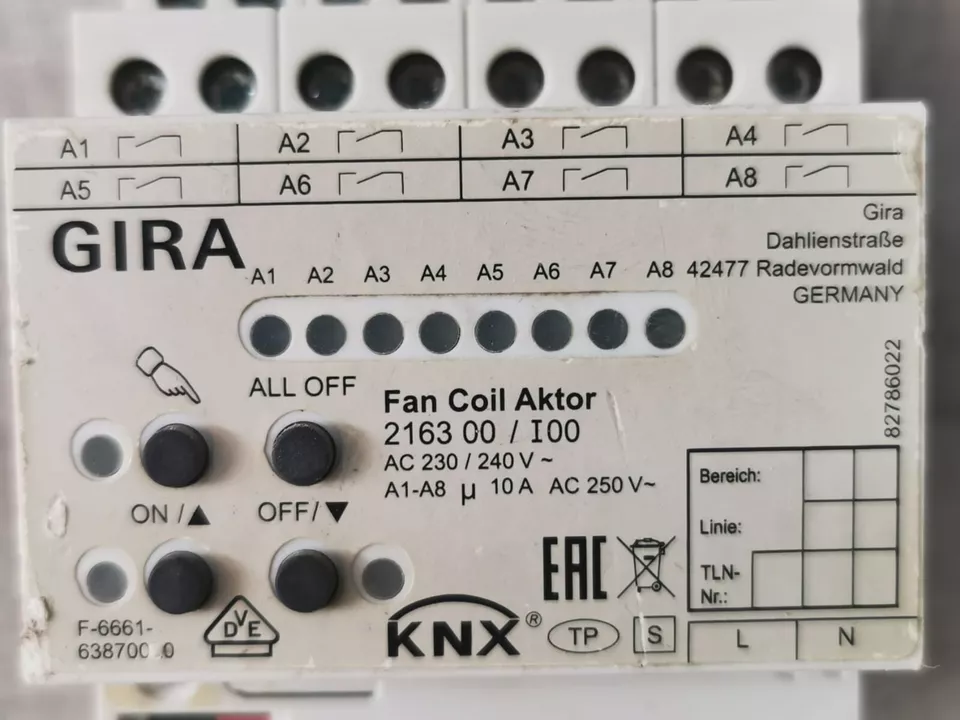 A1 A2 A3 A4
A5 A6 A7 A8
GIRA
Gira
Dahlienstraße
42477 Radevormwald
GERMANY
A1 A2 A3 A4 A5 A6 A7 A8
82786022
ALL OFF
Fan Coil Aktor
2163 00 / I00
AC 230 / 240 V ~
A1-A8 μ 10 A AC 250 V~
ON /▲ OFF/▼
Bereich:
Linie:
TLN-
Nr.:
EAC
F-6661-
DVE
KNX®
TP
S
L N